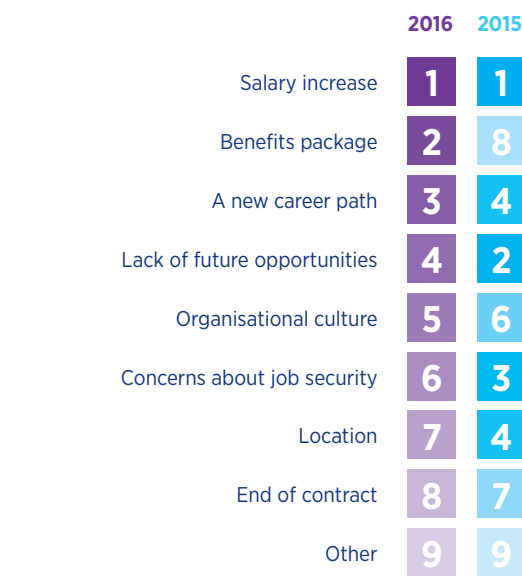 2016 2015
Salary increase 1 1
Benefits package 2 8
A new career path 3 4
Lack of future opportunities 4 2
Organisational culture 5 6
Concerns about job security 6 3
Location 7 4
End of contract 8 7
Other 9 9